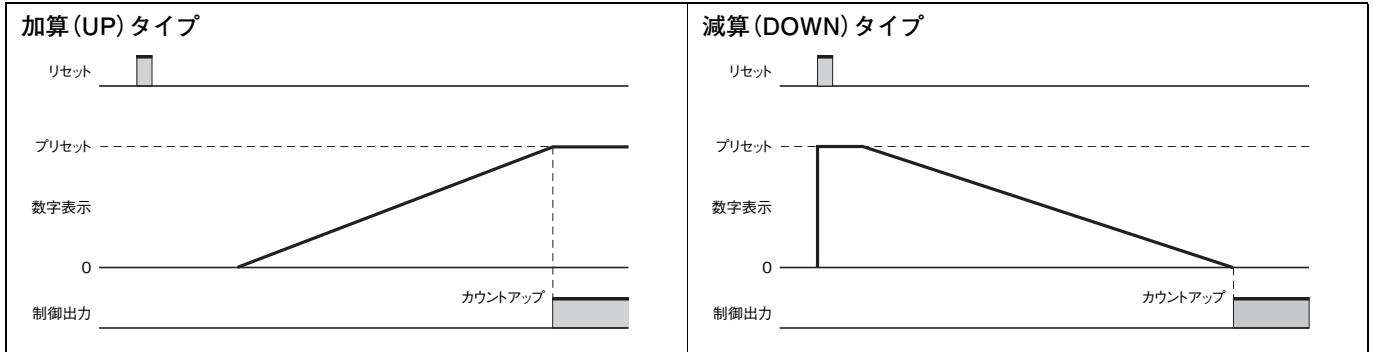 加算(UP)タイプ
リセット
プリセット
数字表示
0
カウントアップ
制御出力
減算(DOWN)タイプ
リセット
プリセット
数字表示
0
カウントアップ
制御出力